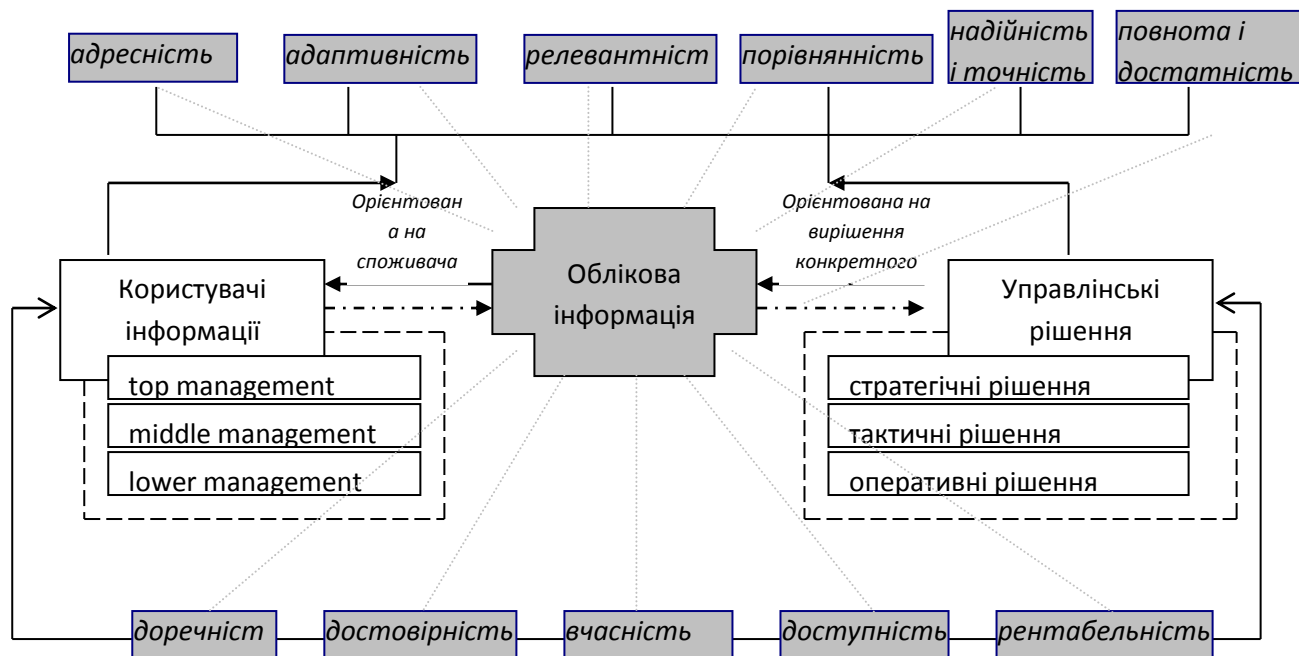 адресність
адаптивність
релевантніст
порівнянність
надійність
і точність
повнота і
достатність
Орієнтован
а на
споживача
Орієнтована на
вирішення
конкретного
Користувачі
інформації
Облікова
інформація
Управлінські
рішення
top management
middle management
lower management
стратегічні рішення
тактичні рішення
оперативні рішення
доречніст
достовірність
вчасність
доступність
рентабельність